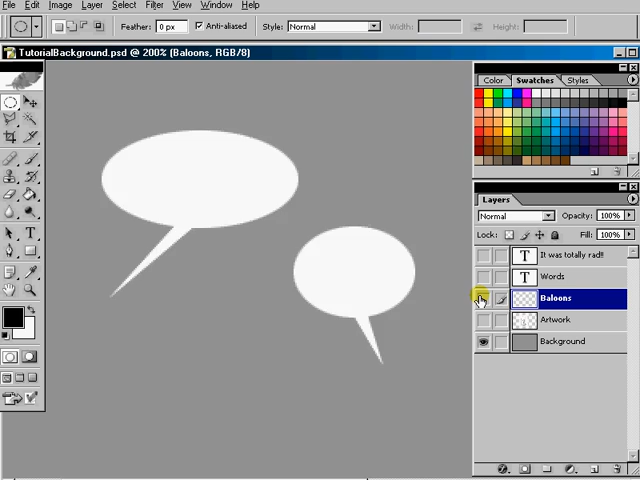 File Edit Image Layer Select Filter View Window Help
Feather: 0 px Anti-aliased Style: Normal Width: Height:
TutorialBackground.psd @ 200% (Baloons, RGB/8)
Color Swatches Styles
Layers
Normal Opacity: 100%
Lock: Fill: 100%
T It was totally rad!!
T Words
Baloons
Artwork
Background